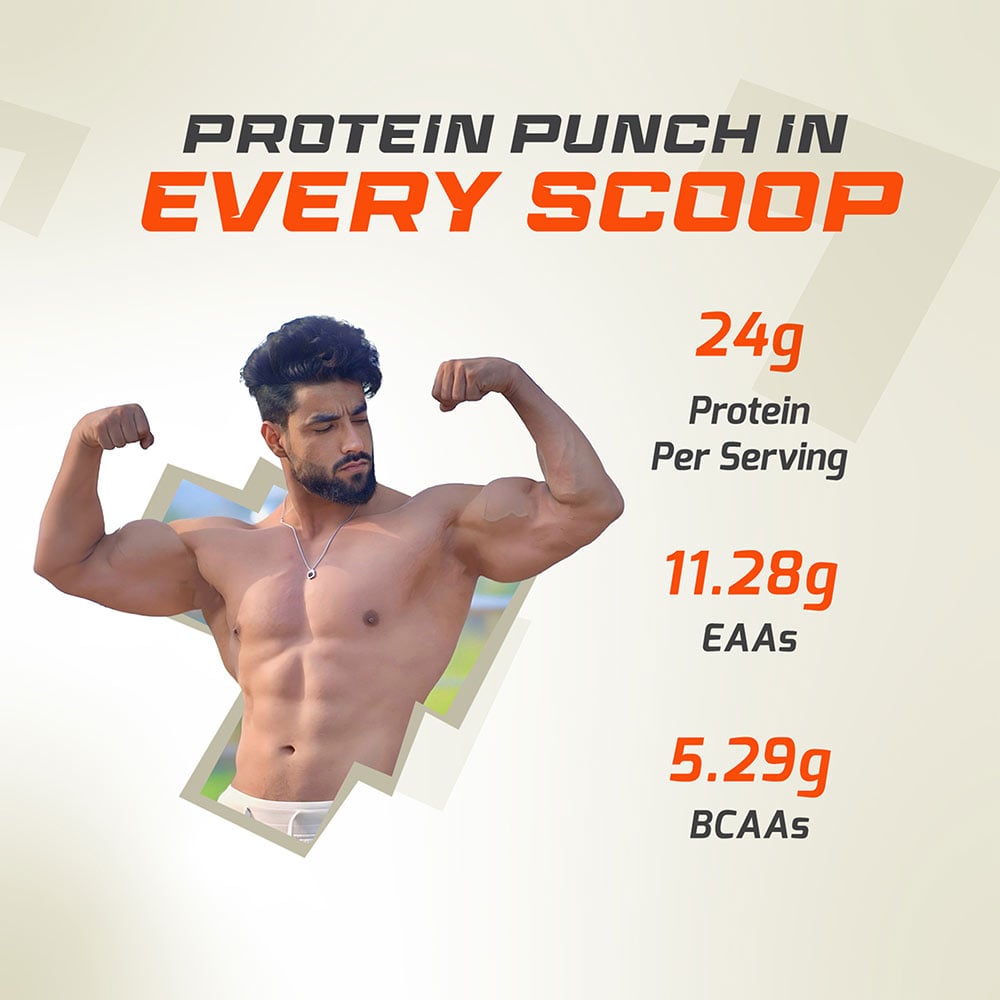 PROTEIN PUNCH IN
EVERY SCOOP
24g
Protein
Per Serving
11.28g
EAAs
5.29g
BCAAs